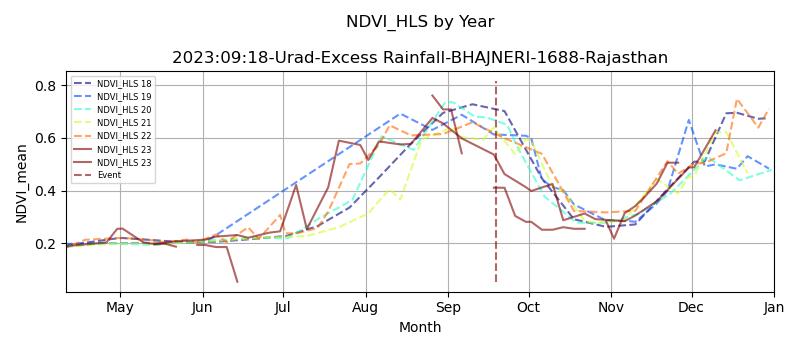 NDVI_HLS by Year
2023:09:18-Urad-Excess Rainfall-BHAJNERI-1688-Rajasthan
NDVI_HLS 18
NDVI_HLS 19
NDVI_HLS 20
NDVI_HLS 21
NDVI_HLS 22
NDVI_HLS 23
NDVI_HLS 23
Event
NDVI_mean
0.8
0.6
0.4
0.2
May Jun Jul Aug Sep Oct Nov Dec Jan
Month